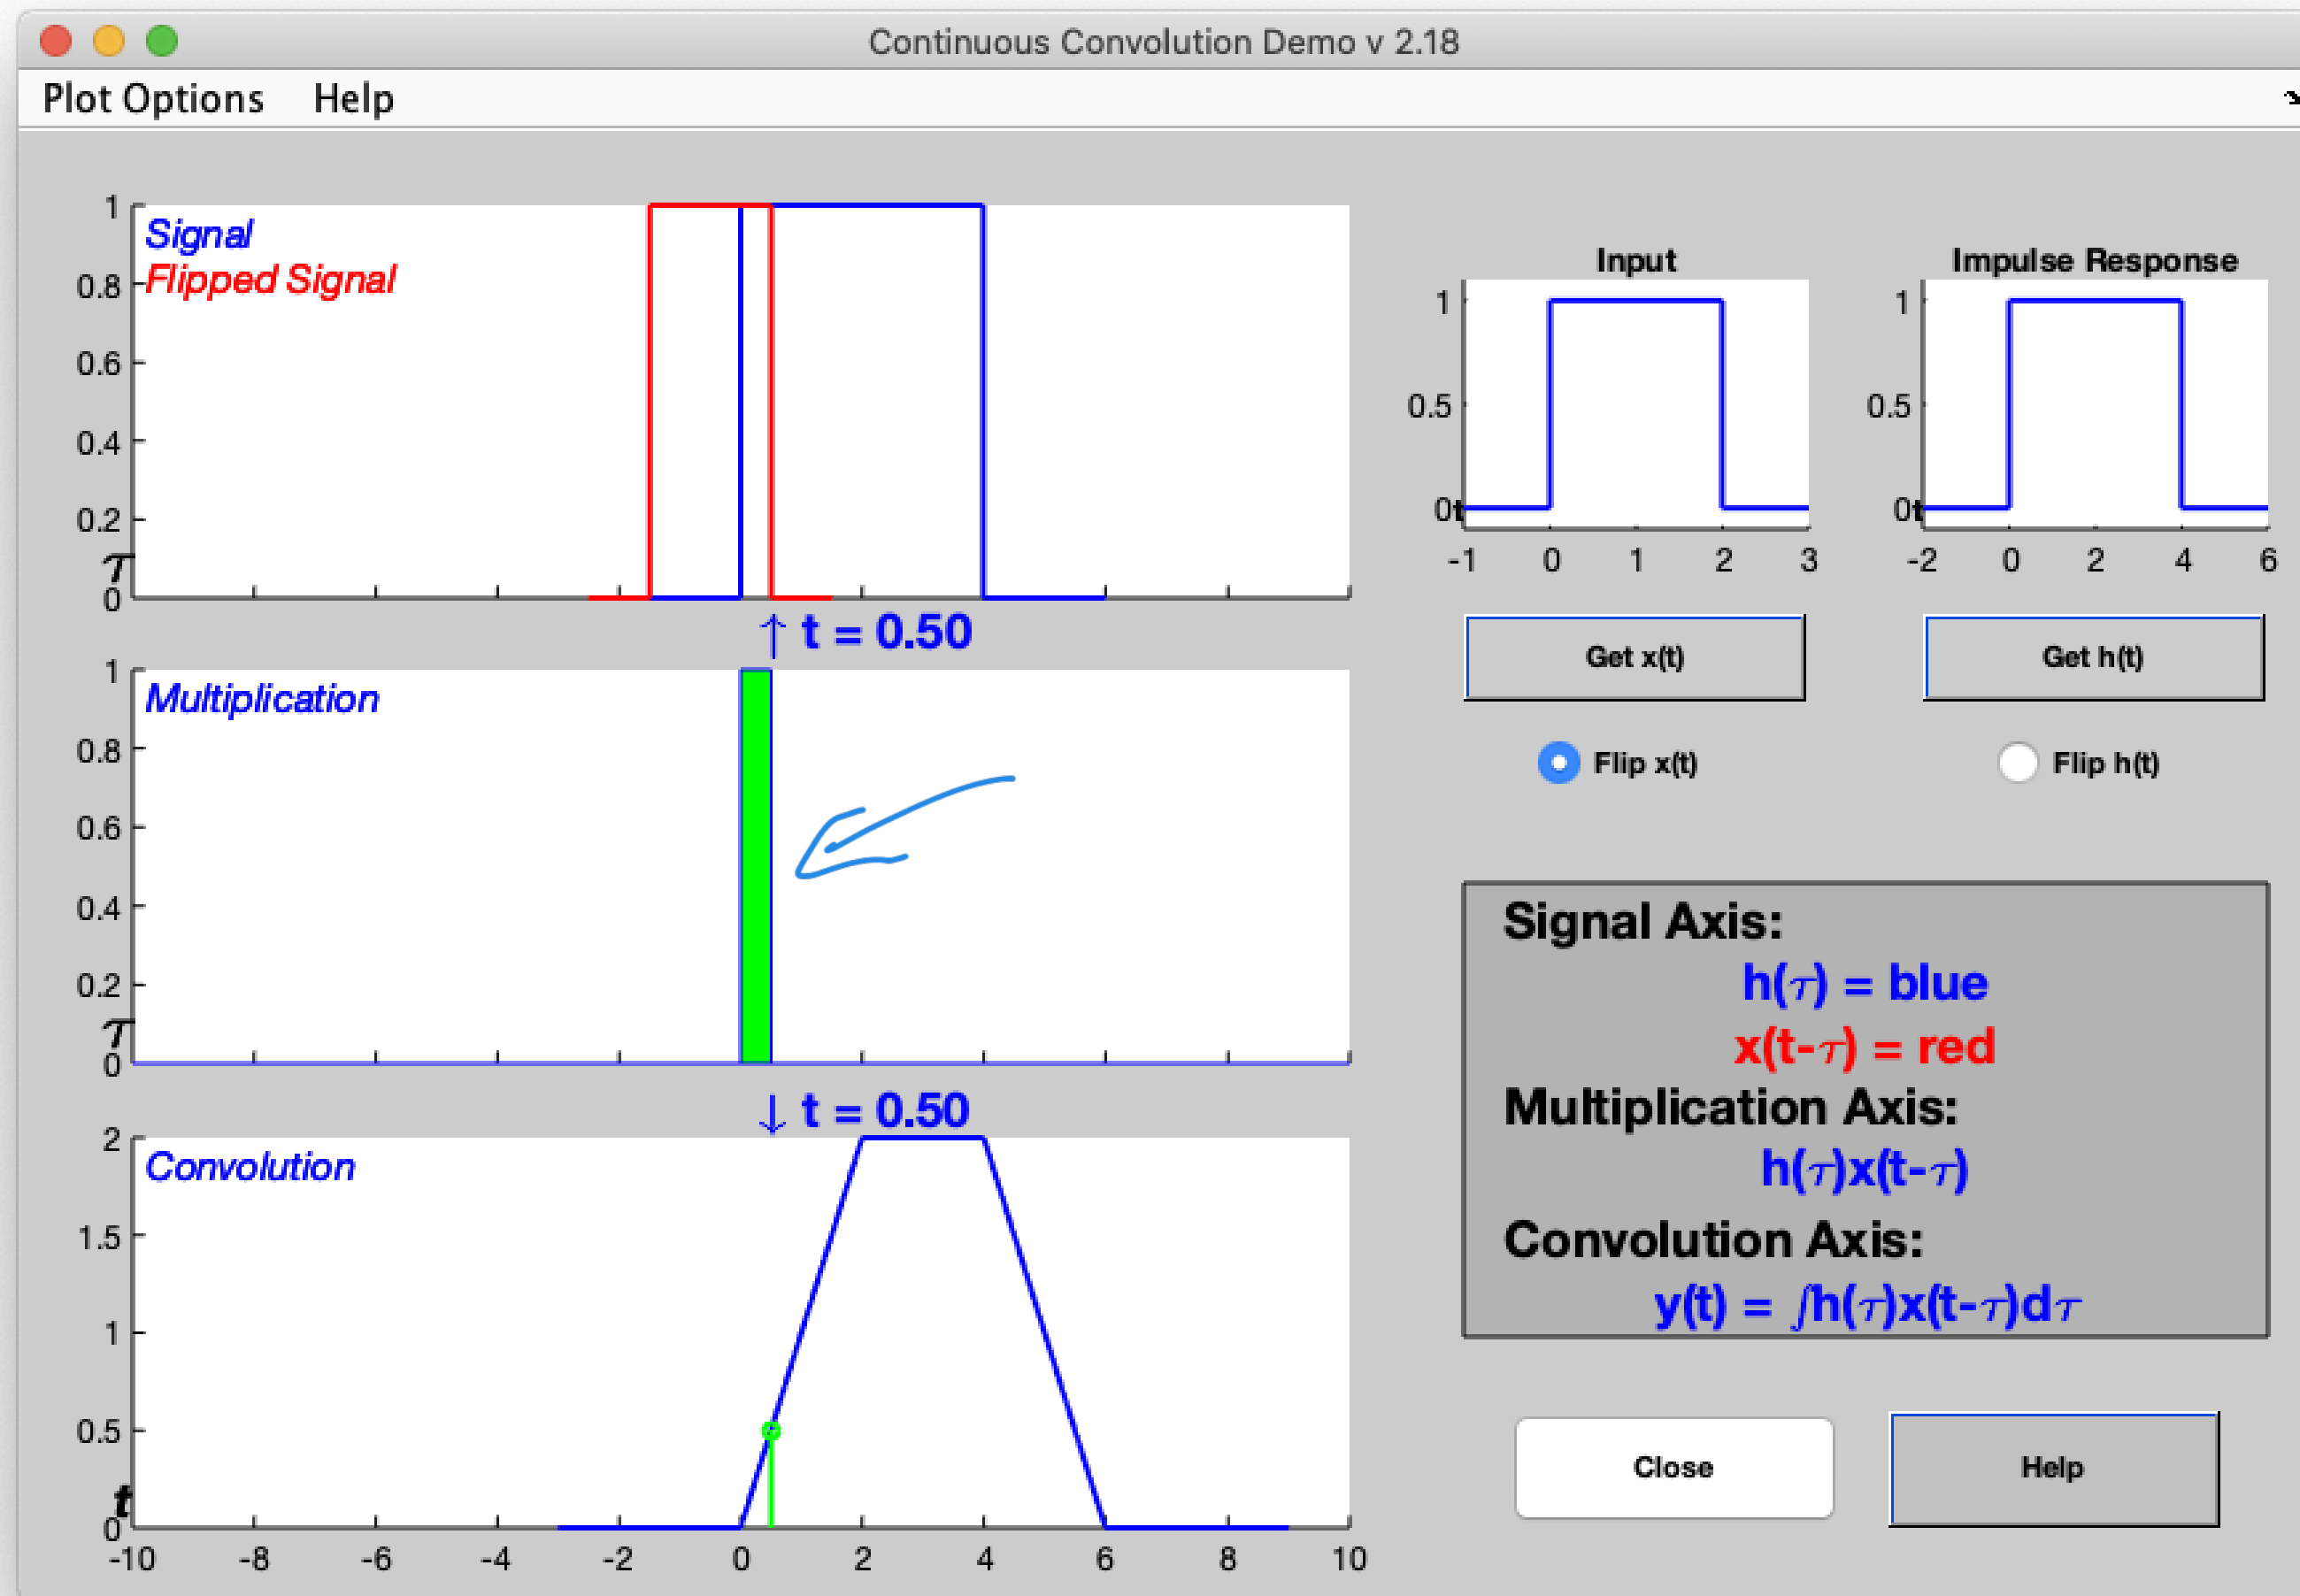 Continuous Convolution Demo v 2.18
Plot Options Help
Signal
Flipped Signal
1
0.8
0.6
0.4
0.2
τ
0
↑ t = 0.50
Multiplication
1
0.8
0.6
0.4
0.2
τ
0
↓ t = 0.50
Convolution
2
1.5
1
0.5
t
0
-10 -8 -6 -4 -2 0 2 4 6 8 10
Input
1
0.5
0t
-1 0 1 2 3
Impulse Response
1
0.5
0t
-2 0 2 4 6
Get x(t) Get h(t)
Flip x(t) Flip h(t)
Signal Axis:
h(τ) = blue
x(t-τ) = red
Multiplication Axis:
h(τ)x(t-τ)
Convolution Axis:
y(t) = ∫h(τ)x(t-τ)dτ
Close Help